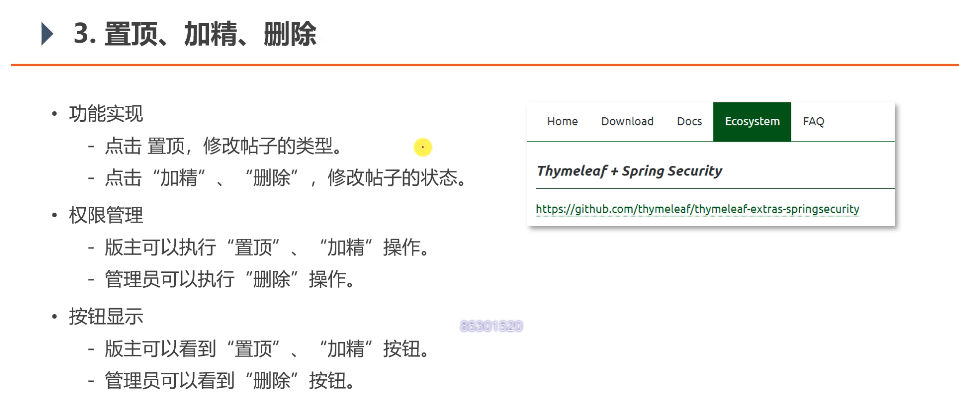 3. 置顶、加精、删除
• 功能实现
- 点击 置顶，修改帖子的类型。
- 点击“加精”、“删除”，修改帖子的状态。
• 权限管理
- 版主可以执行“置顶”、“加精”操作。
- 管理员可以执行“删除”操作。
• 按钮显示
- 版主可以看到“置顶”、“加精”按钮。
- 管理员可以看到“删除”按钮。
Home Download Docs Ecosystem FAQ
Thymeleaf + Spring Security
https://github.com/thymeleaf/thymeleaf-extras-springsecurity